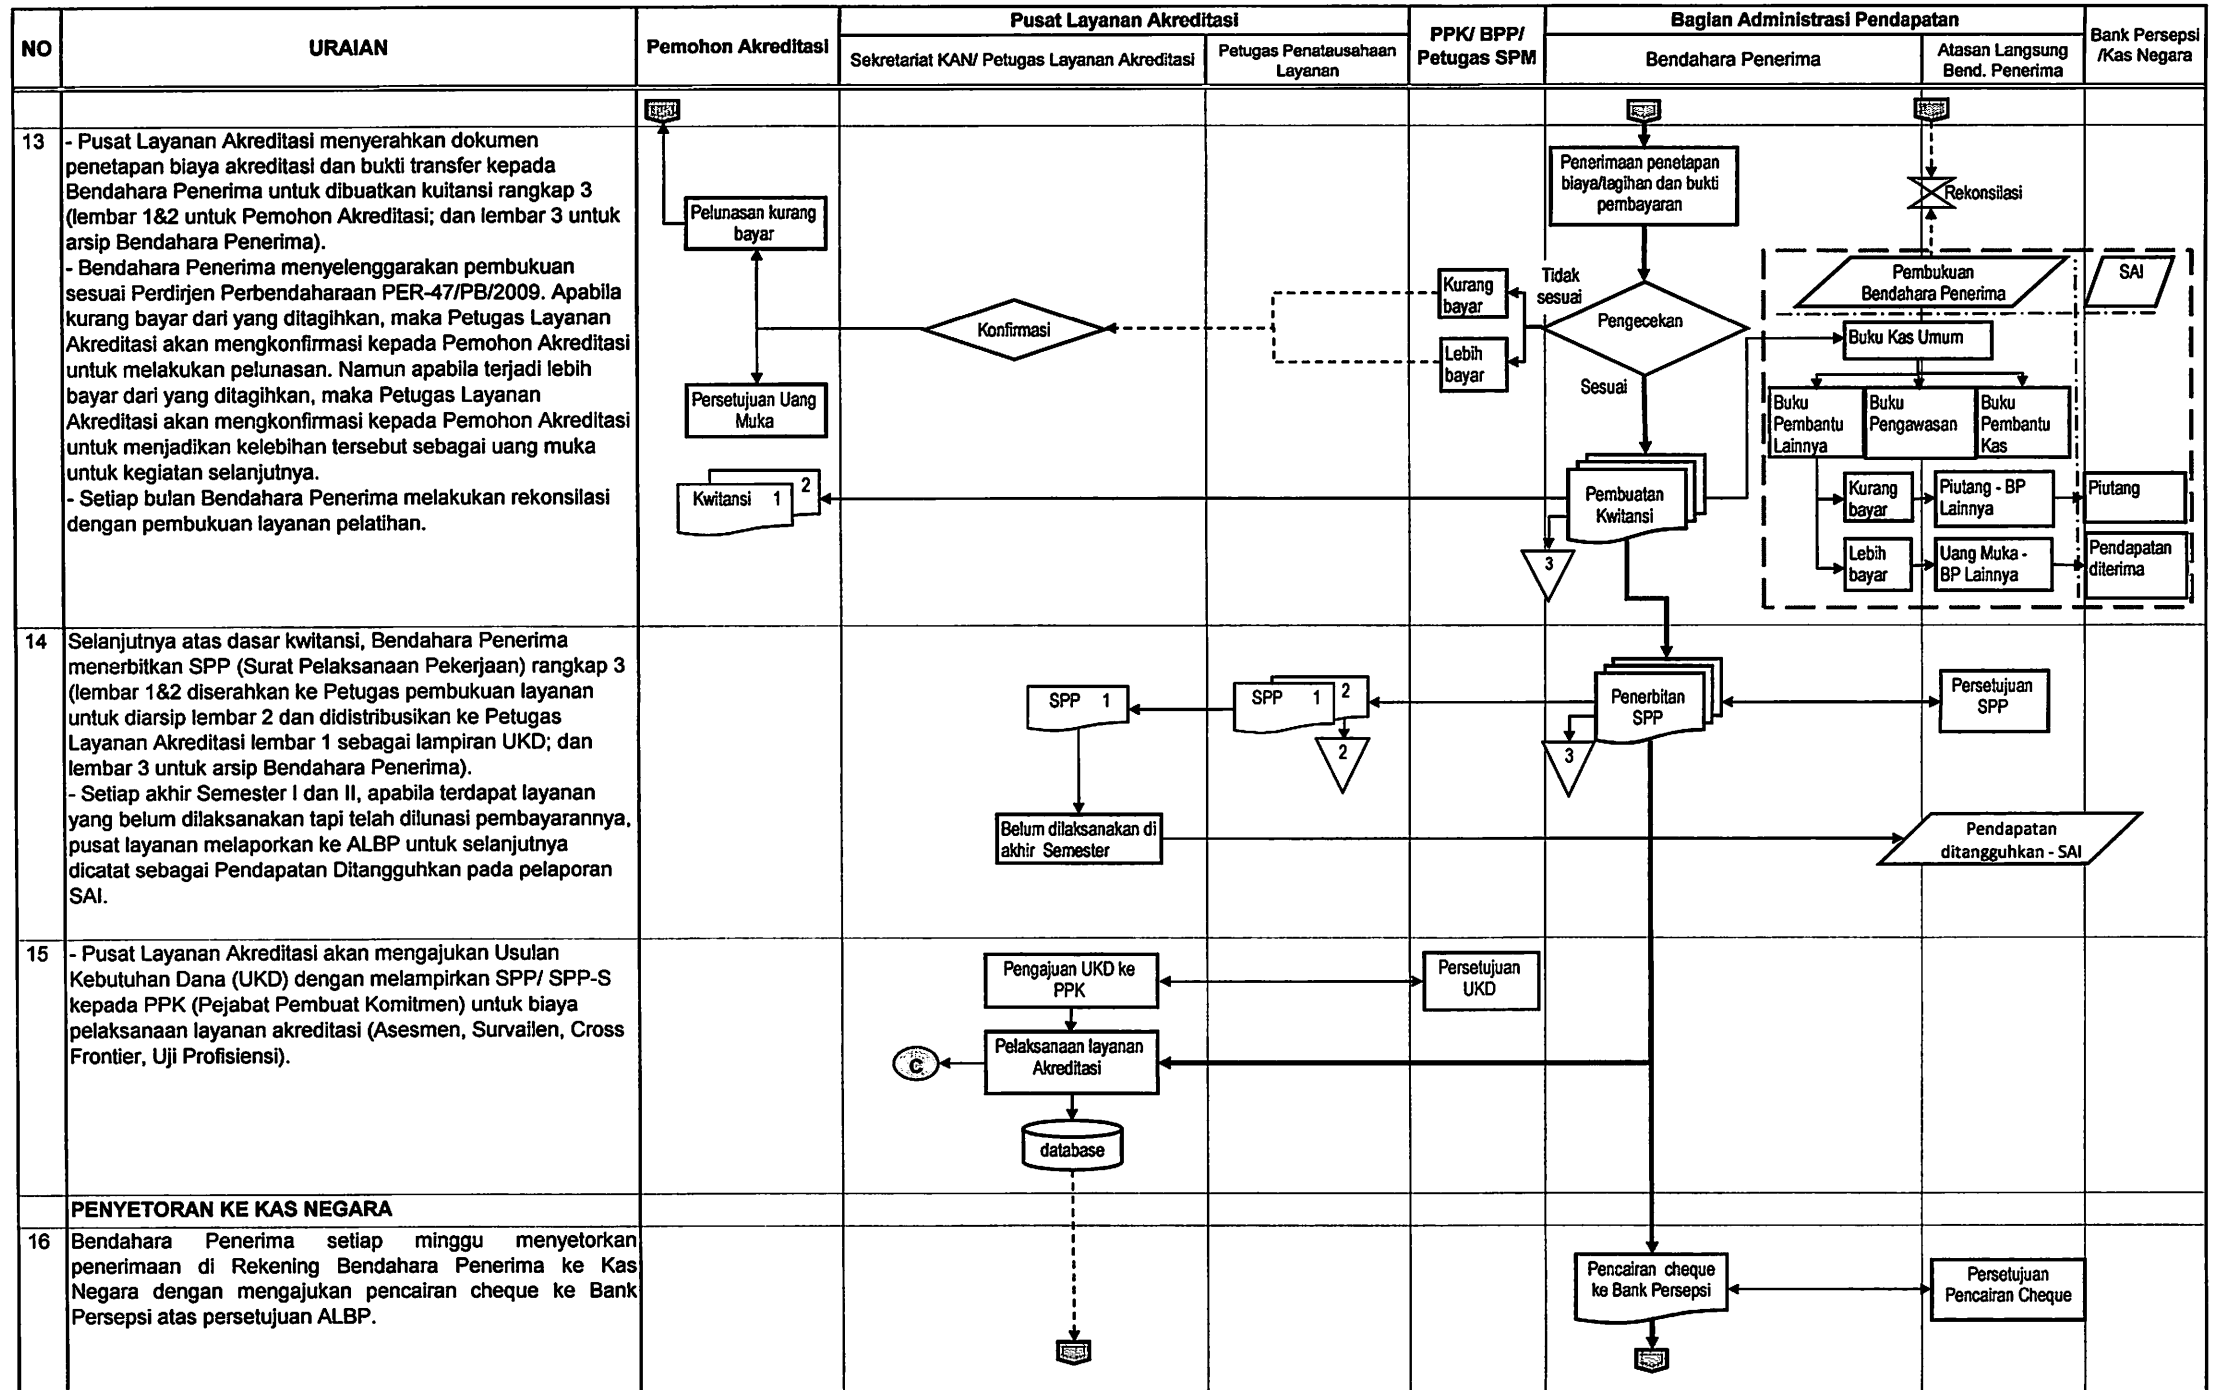 NO
URAIAN
Pemohon Akreditasi
Pusat Layanan Akreditasi
Sekretariat KAN/ Petugas Layanan Akreditasi
Petugas Penatausahaan
Layanan
PPK/ BPP/
Petugas SPM
Bagian Administrasi Pendapatan
Bendahara Penerima
Atasan Langsung
Bend. Penerima
Bank Persepsi
/Kas Negara
13
- Pusat Layanan Akreditasi menyerahkan dokumen
penetapan biaya akreditasi dan bukti transfer kepada
Bendahara Penerima untuk dibuatkan kuitansi rangkap 3
(lembar 1&2 untuk Pemohon Akreditasi; dan lembar 3 untuk
arsip Bendahara Penerima).
- Bendahara Penerima menyelenggarakan pembukuan
sesuai Perdirjen Perbendaharaan PER-47/PB/2009. Apabila
kurang bayar dari yang ditagihkan, maka Petugas Layanan
Akreditasi akan mengkonfirmasi kepada Pemohon Akreditasi
untuk melakukan pelunasan. Namun apabila terjadi lebih
bayar dari yang ditagihkan, maka Petugas Layanan
Akreditasi akan mengkonfirmasi kepada Pemohon Akreditasi
untuk menjadikan kelebihan tersebut sebagai uang muka
untuk kegiatan selanjutnya.
- Setiap bulan Bendahara Penerima melakukan rekonsilasi
dengan pembukuan layanan pelatihan.
Pelunasan kurang
bayar
Persetujuan Uang
Muka
Kwitansi 1
2
Konfirmasi
Kurang
bayar
Lebih
bayar
Tidak
sesuai
Penerimaan penetapan
biaya/tagihan dan bukti
pembayaran
Pengecekan
Sesuai
Pembuatan
Kwitansi
3
Rekonsilasi
Pembukuan
Bendahara Penerima
SAI
Buku Kas Umum
Buku
Pembantu
Lainnya
Buku
Pengawasan
Buku
Pembantu
Kas
Kurang
bayar
Piutang - BP
Lainnya
Piutang
Lebih
bayar
Uang Muka -
BP Lainnya
Pendapatan
diterima
14
Selanjutnya atas dasar kwitansi, Bendahara Penerima
menerbitkan SPP (Surat Pelaksanaan Pekerjaan) rangkap 3
(lembar 1&2 diserahkan ke Petugas pembukuan layanan
untuk diarsip lembar 2 dan didistribusikan ke Petugas
Layanan Akreditasi lembar 1 sebagai lampiran UKD; dan
lembar 3 untuk arsip Bendahara Penerima).
- Setiap akhir Semester I dan II, apabila terdapat layanan
yang belum dilaksanakan tapi telah dilunasi pembayarannya,
pusat layanan melaporkan ke ALBP untuk selanjutnya
dicatat sebagai Pendapatan Ditangguhkan pada pelaporan
SAI.
SPP 1
SPP 1
2
2
Penerbitan
SPP
3
Persetujuan
SPP
Belum dilaksanakan di
akhir Semester
Pendapatan
ditangguhkan - SAI
15
- Pusat Layanan Akreditasi akan mengajukan Usulan
Kebutuhan Dana (UKD) dengan melampirkan SPP/ SPP-S
kepada PPK (Pejabat Pembuat Komitmen) untuk biaya
pelaksanaan layanan akreditasi (Asesmen, Survailen, Cross
Frontier, Uji Profisiensi).
Pengajuan UKD ke
PPK
Persetujuan
UKD
Pelaksanaan layanan
Akreditasi
C
database
PENYETORAN KE KAS NEGARA
16
Bendahara Penerima setiap minggu menyetorkan
penerimaan di Rekening Bendahara Penerima ke Kas
Negara dengan mengajukan pencairan cheque ke Bank
Persepsi atas persetujuan ALBP.
Pencairan cheque
ke Bank Persepsi
Persetujuan
Pencairan Cheque